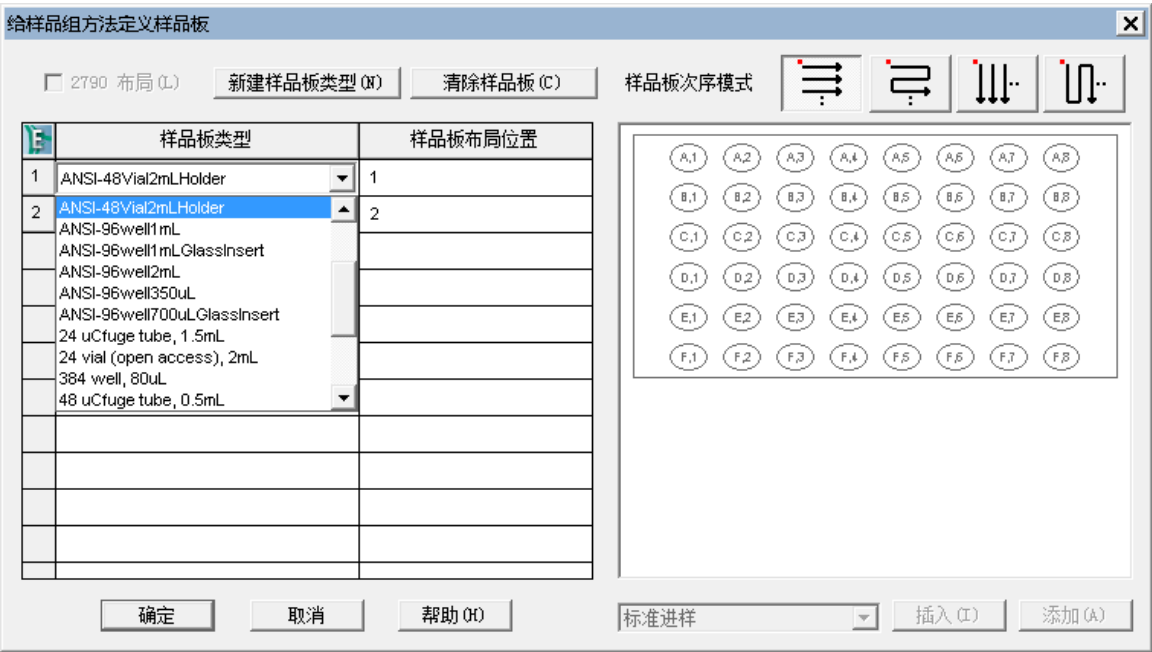 给样品组方法定义样品板
2790 布局(L) 新建样品板类型(N) 清除样品板(C) 样品板次序模式
E 样品板类型 样品板布局位置
1 ANSI-48Vial2mLHolder 1
2 ANSI-48Vial2mLHolder 2
ANSI-96well1mL
ANSI-96well1mLGlassInsert
ANSI-96well2mL
ANSI-96well350uL
ANSI-96well700uLGlassInsert
24 uCfuge tube, 1.5mL
24 vial (open access), 2mL
384 well, 80uL
48 uCfuge tube, 0.5mL
A,1 A,2 A,3 A,4 A,5 A,6 A,7 A,8
B,1 B,2 B,3 B,4 B,5 B,6 B,7 B,8
C,1 C,2 C,3 C,4 C,5 C,6 C,7 C,8
D,1 D,2 D,3 D,4 D,5 D,6 D,7 D,8
E,1 E,2 E,3 E,4 E,5 E,6 E,7 E,8
F,1 F,2 F,3 F,4 F,5 F,6 F,7 F,8
确定 取消 帮助(H) 标准进样 插入(I) 添加(A)